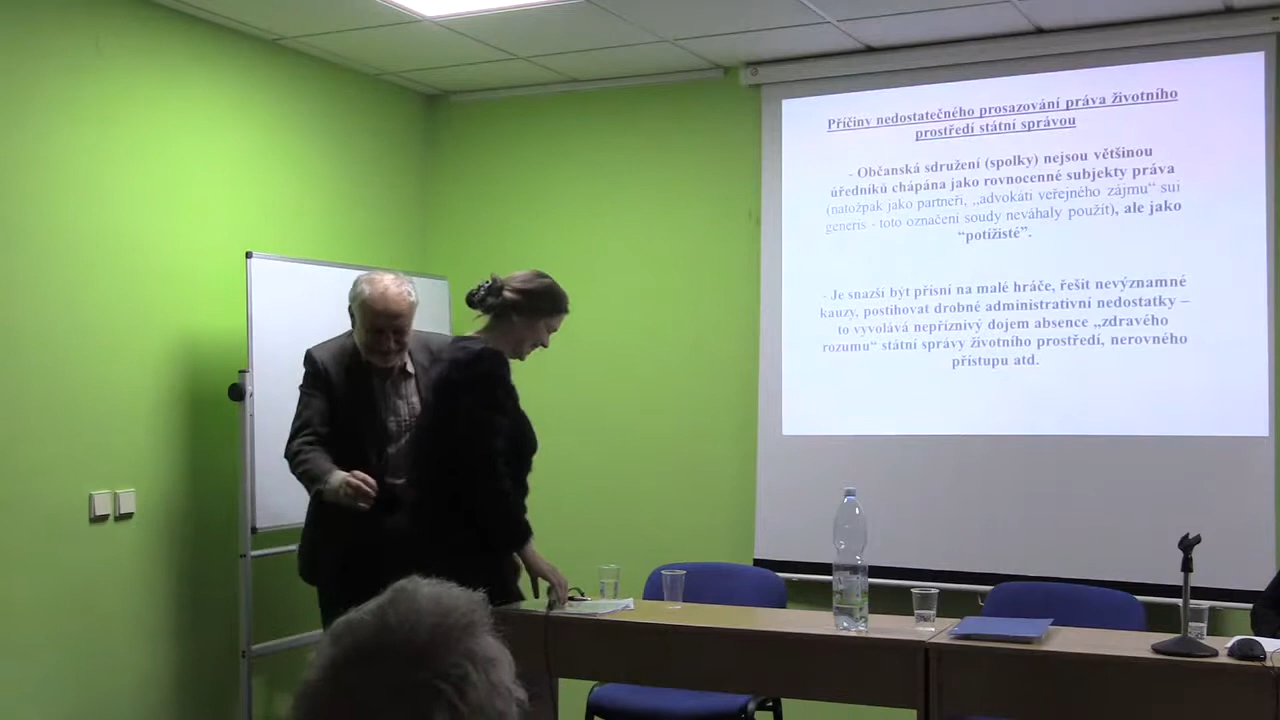 Příčiny nedostatečného prosazování práva životního
prostředí státní správou
- Občanská sdružení (spolky) nejsou většinou
úředníků chápána jako rovnocenné subjekty práva
(natožpak jako partneři, „advokáti veřejného zájmu“ sui
generis - toto označení soudy neváhaly použít), ale jako
“potížisté”.
- Je snazší být přísní na malé hráče, řešit nevýznamné
kauzy, postihovat drobné administrativní nedostatky –
to vyvolává nepříznivý dojem absence „zdravého
rozumu“ státní správy životního prostředí, nerovného
přístupu atd.